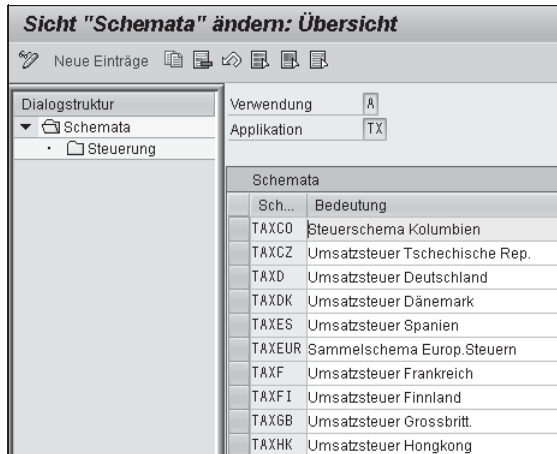 Sicht "Schemata" ändern: Übersicht
Neue Einträge
Dialogstruktur
Schemata
Steuerung
Verwendung A
Applikation TX
Schemata
Sch... Bedeutung
TAXCO Steuerschema Kolumbien
TAXCZ Umsatzsteuer Tschechische Rep.
TAXD Umsatzsteuer Deutschland
TAXDK Umsatzsteuer Dänemark
TAXES Umsatzsteuer Spanien
TAXEUR Sammelschema Europ.Steuern
TAXF Umsatzsteuer Frankreich
TAXFI Umsatzsteuer Finnland
TAXGB Umsatzsteuer Grossbritt.
TAXHK Umsatzsteuer Hongkong